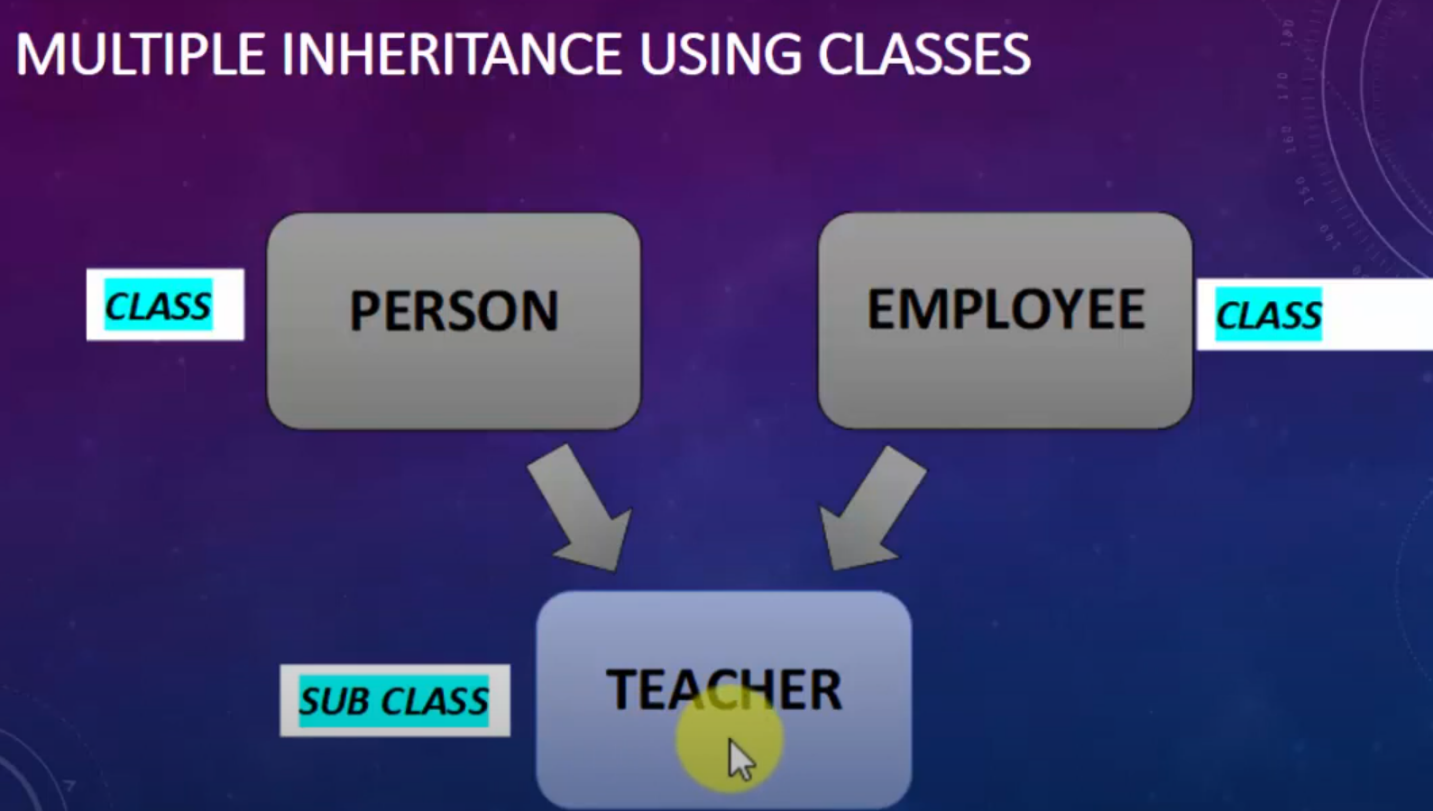 MULTIPLE INHERITANCE USING CLASSES
CLASS
PERSON
EMPLOYEE
CLASS
SUB CLASS
TEACHER